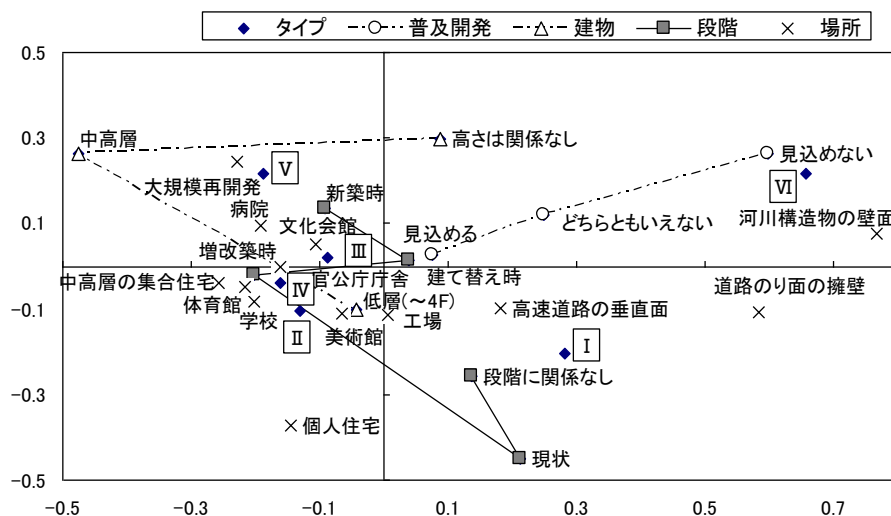 タイプ 普及開発 建物 段階 場所
0.5
0.3
0.1
-0.1
-0.3
-0.5
中高層
高さは関係なし
見込めない
Ⅴ
大規模再開発
新築時
Ⅵ
病院
文化会館
見込める
どちらともいえない
河川構造物の壁面
増改築時
Ⅲ
中高層の集合住宅
官公庁庁舎
建て替え時
道路のり面の擁壁
体育館
Ⅳ
低層(～4F)
高速道路の垂直面
学校
美術館
工場
Ⅱ
Ⅰ
段階に関係なし
個人住宅
現状
-0.5 -0.3 -0.1 0.1 0.3 0.5 0.7